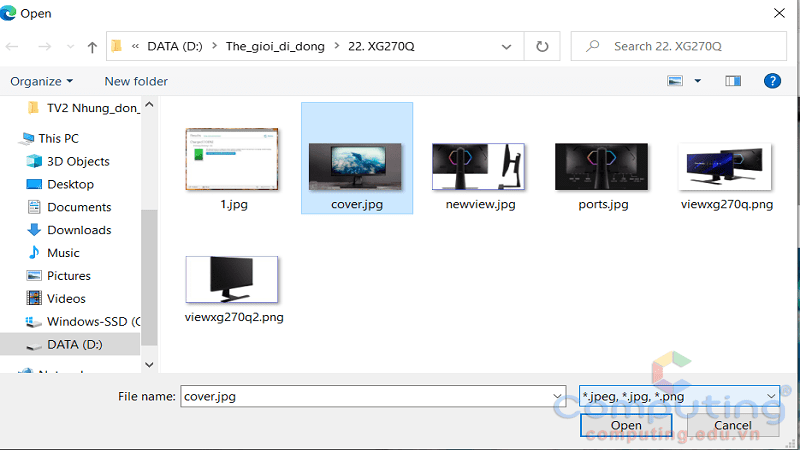 Open
« DATA (D:) > The_gioi_di_dong > 22. XG270Q
Search 22. XG270Q
Organize
New folder
TV2 Nhung_don_
This PC
3D Objects
Desktop
Documents
Downloads
Music
Pictures
Videos
Windows-SSD (C
DATA (D:)
1.jpg
cover.jpg
newview.jpg
ports.jpg
viewxg270q.png
viewxg270q2.png
File name:
cover.jpg
*.jpeg, *.jpg, *.png
Open
Cancel
Computing
computing.edu.vn